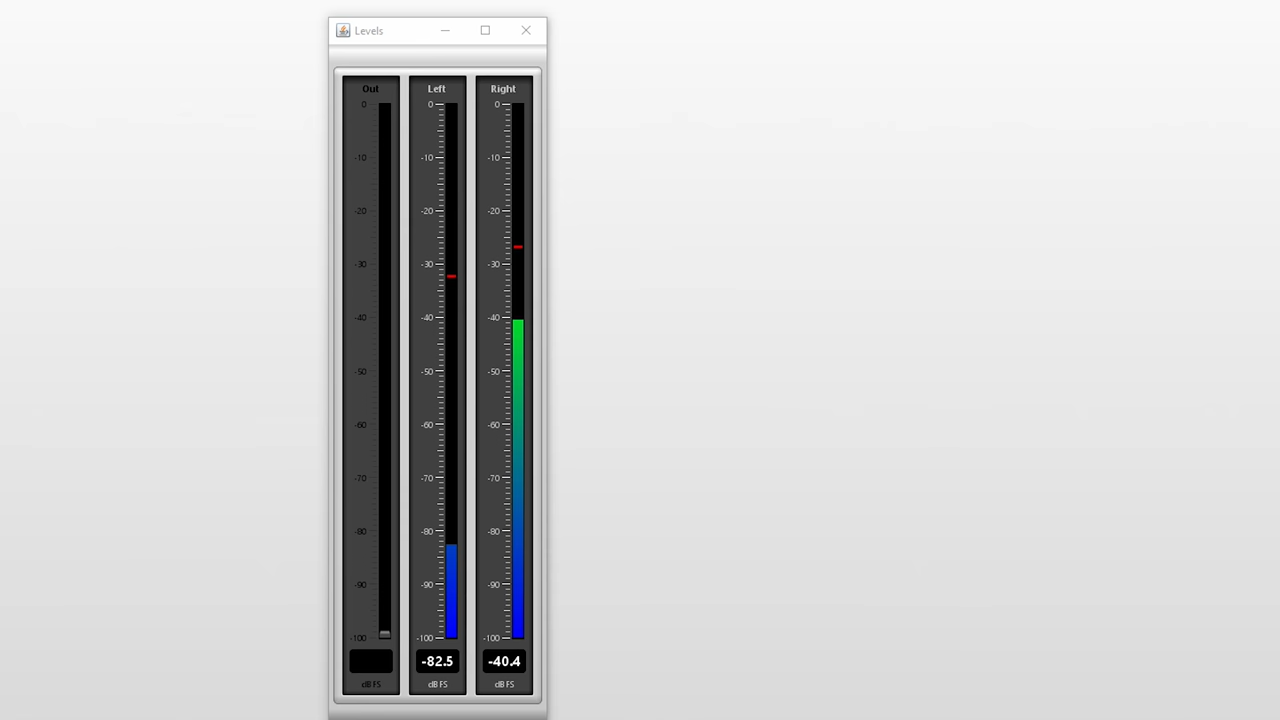 Levels
Out Left Right
0 0 0
-10 -10 -10
-20 -20 -20
-30 -30 -30
-40 -40 -40
-50 -50 -50
-60 -60 -60
-70 -70 -70
-80 -80 -80
-90 -90 -90
-100 -100 -100
-82.5 -40.4
dB FS dB FS dB FS